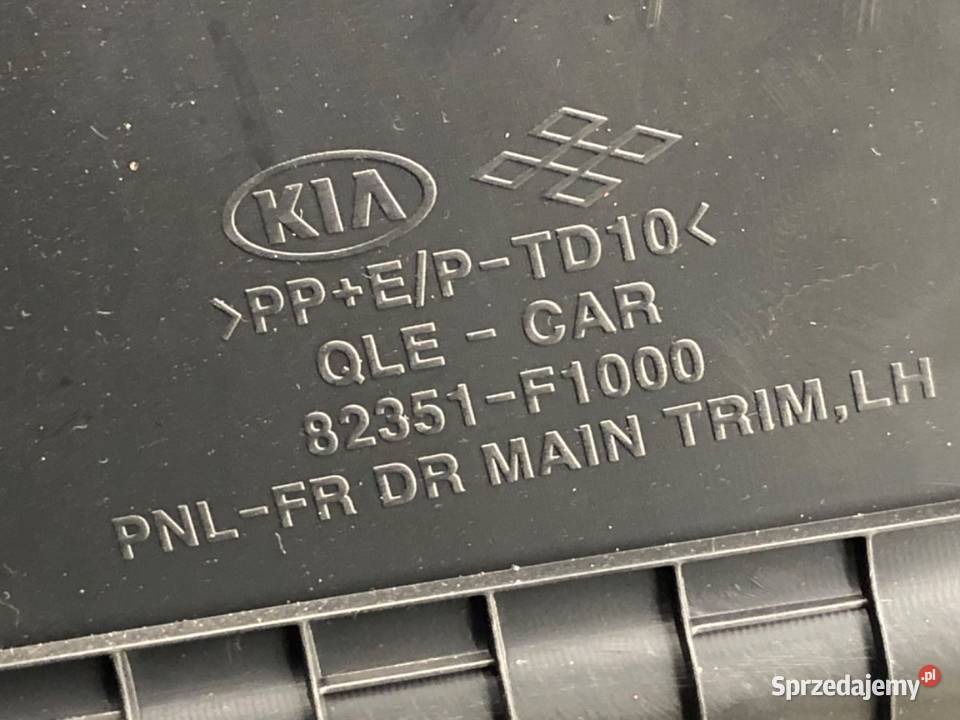 KIA
>PP+E/P-TD10<
QLE - CAR
82351-F1000
PNL-FR DR MAIN TRIM,LH
Sprzedajemy.pl